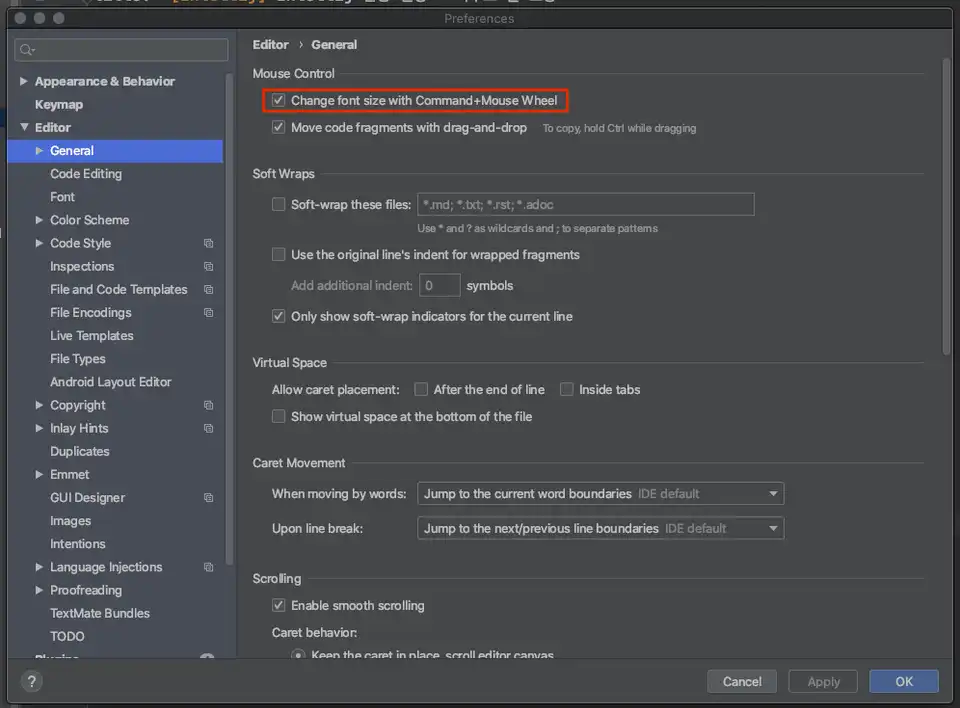 Preferences
Appearance & Behavior
Keymap
Editor
General
Code Editing
Font
Color Scheme
Code Style
Inspections
File and Code Templates
File Encodings
Live Templates
File Types
Android Layout Editor
Copyright
Inlay Hints
Duplicates
Emmet
GUI Designer
Images
Intentions
Language Injections
Proofreading
TextMate Bundles
TODO
Plugins
Editor › General
Mouse Control
Change font size with Command+Mouse Wheel
Move code fragments with drag-and-drop To copy, hold Ctrl while dragging
Soft Wraps
Soft-wrap these files: *.md; *.txt; *.rst; *.adoc
Use * and ? as wildcards and ; to separate patterns
Use the original line's indent for wrapped fragments
Add additional indent: 0 symbols
Only show soft-wrap indicators for the current line
Virtual Space
Allow caret placement: After the end of line Inside tabs
Show virtual space at the bottom of the file
Caret Movement
When moving by words: Jump to the current word boundaries IDE default
Upon line break: Jump to the next/previous line boundaries IDE default
Scrolling
Enable smooth scrolling
Caret behavior:
Keep the caret in place, scroll editor canvas
? Cancel Apply OK